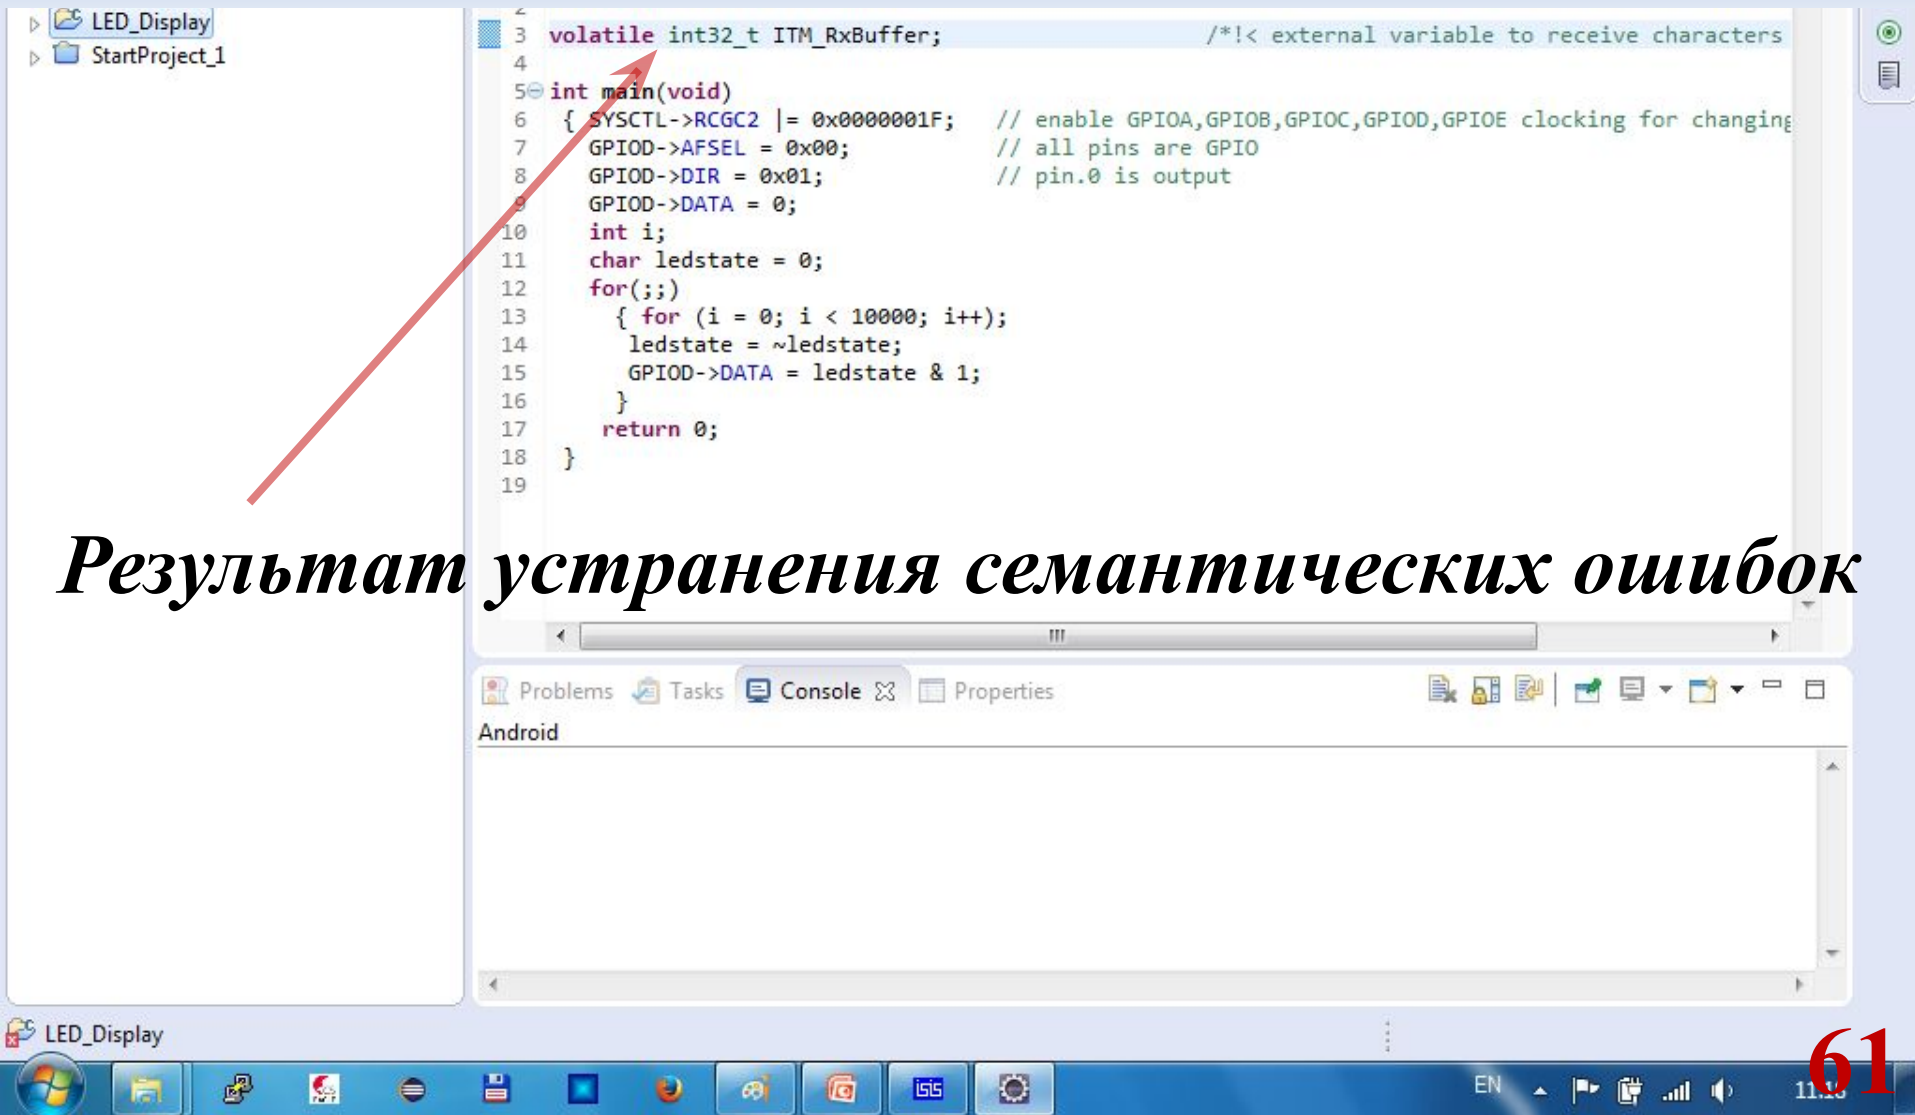 LED_Display
StartProject_1
2
3 volatile int32_t ITM_RxBuffer; /*!< external variable to receive characters
4
5 int main(void)
6 { SYSCTL->RCGC2 |= 0x0000001F; // enable GPIOA,GPIOB,GPIOC,GPIOD,GPIOE clocking for changing
7 GPIOD->AFSEL = 0x00; // all pins are GPIO
8 GPIOD->DIR = 0x01; // pin.0 is output
9 GPIOD->DATA = 0;
10 int i;
11 char ledstate = 0;
12 for(;;)
13 { for (i = 0; i < 10000; i++);
14 ledstate = ~ledstate;
15 GPIOD->DATA = ledstate & 1;
16 }
17 return 0;
18 }
19
Результат устранения семантических ошибок
Problems Tasks Console Properties
Android
LED_Display
isis
EN
61